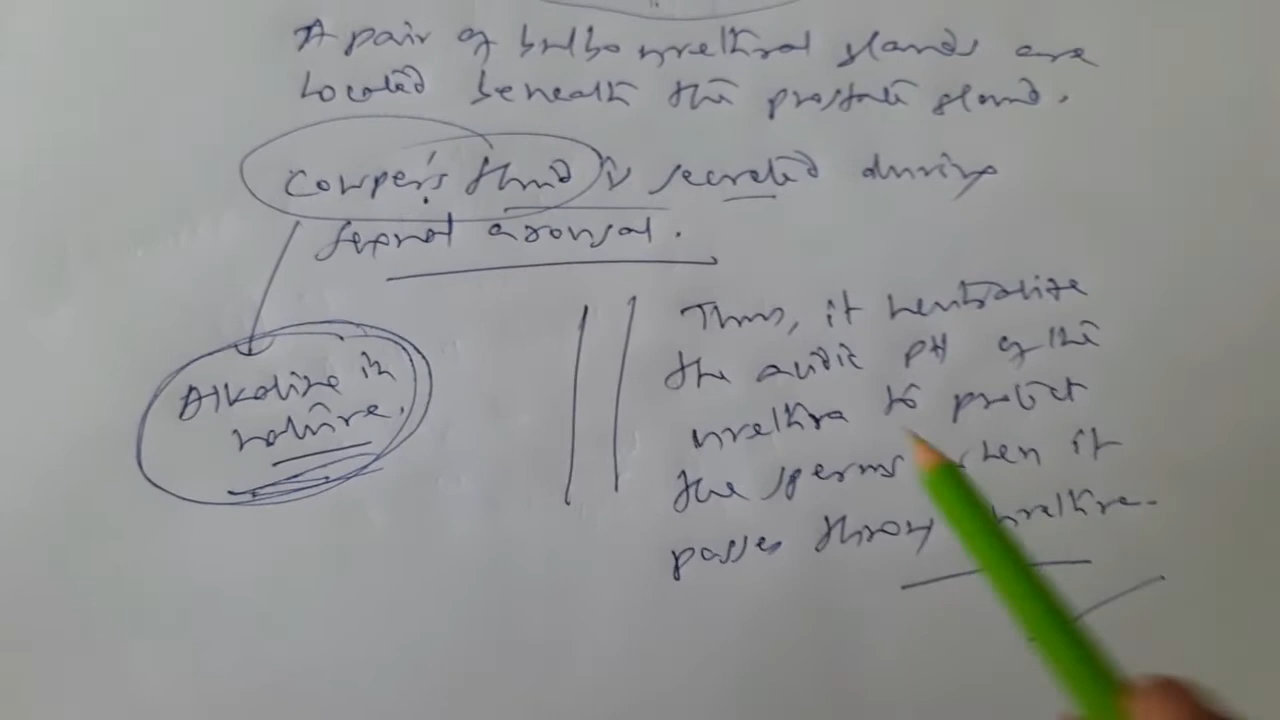 A pair of bulbourethral glands are
located beneath the prostate gland.
Cowper's fluid is secreted during
sexual arousal.
Alkaline in
nature.
Thus, it neutralize
the acidic pH of the
urethra to protect
the sperms when it
passes through urethra.